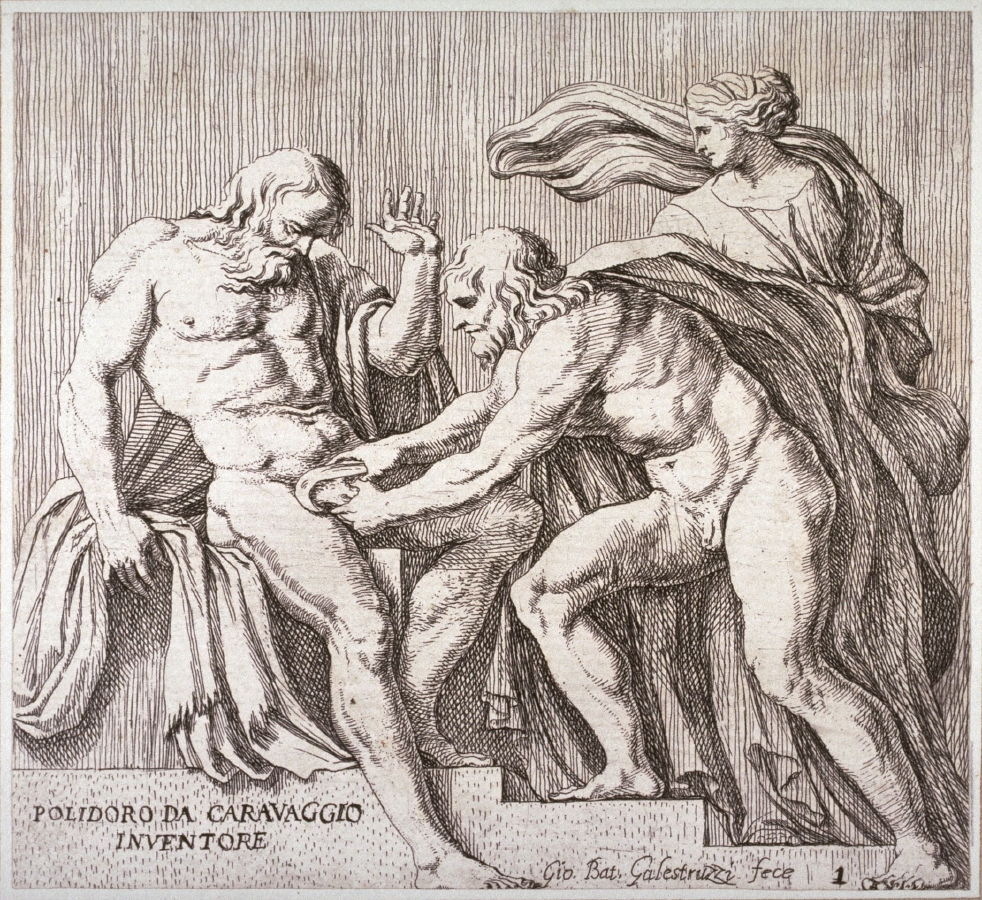 POLIDORO DA CARAVAGGIO
INVENTORE
Gio. Bat. Galestruzzi fece
1